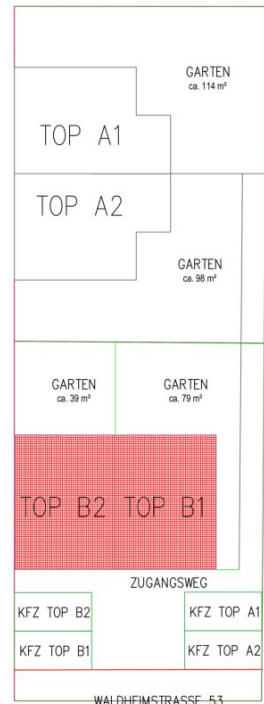 GARTEN
ca. 114 m²
TOP A1
TOP A2
GARTEN
ca. 98 m²
GARTEN
ca. 39 m²
GARTEN
ca. 79 m²
TOP B2 TOP B1
ZUGANGSWEG
KFZ TOP B2
KFZ TOP A1
KFZ TOP B1
KFZ TOP A2
WALDHEIMSTRASSE 53